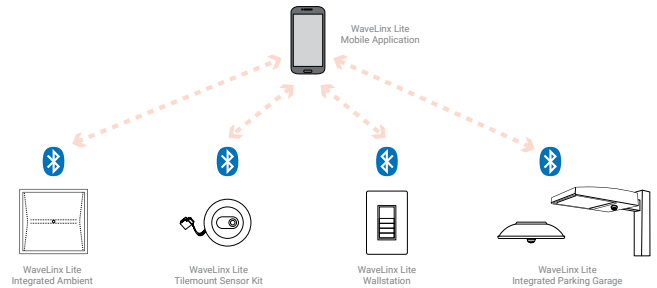 WaveLinx Lite
Mobile Application
WaveLinx Lite
Integrated Ambient
WaveLinx Lite
Tilemount Sensor Kit
WaveLinx Lite
Wallstation
WaveLinx Lite
Integrated Parking Garage